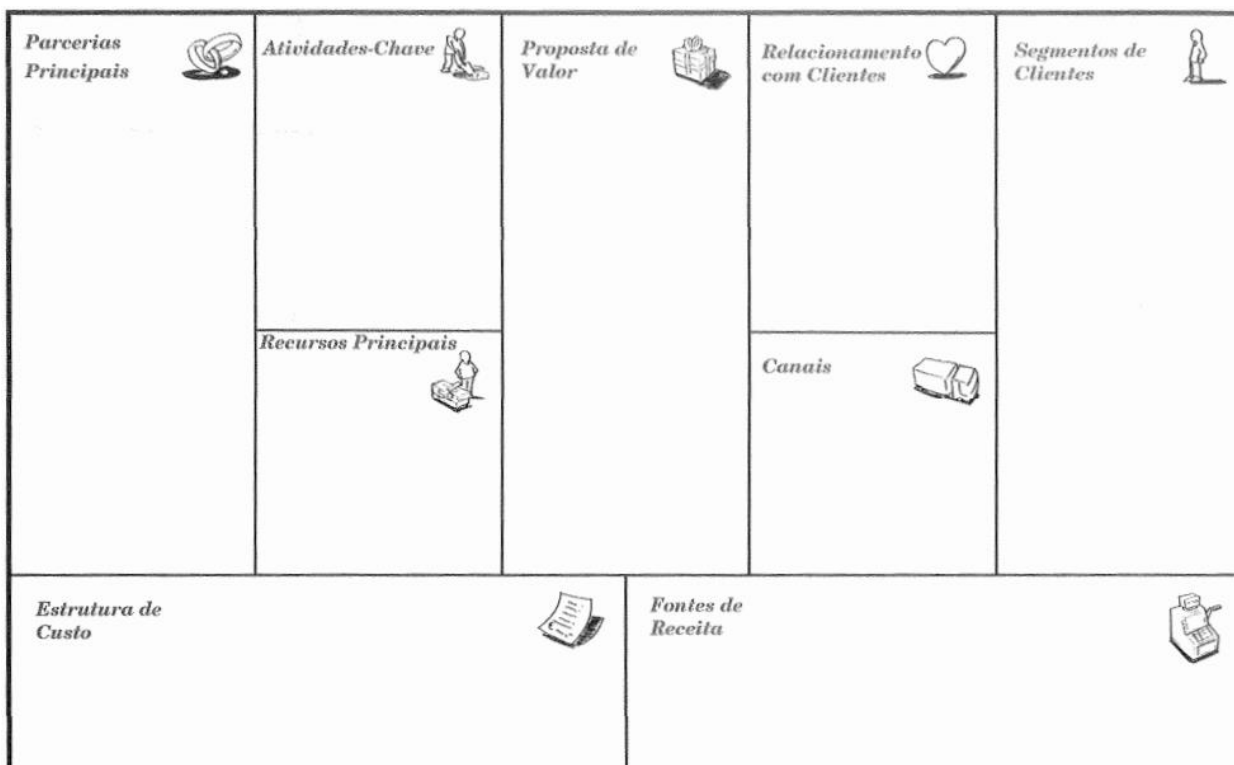 Parcerias
Principais
Atividades-Chave
Recursos Principais
Proposta de
Valor
Relacionamento
com Clientes
Canais
Segmentos de
Clientes
Estrutura de
Custo
Fontes de
Receita